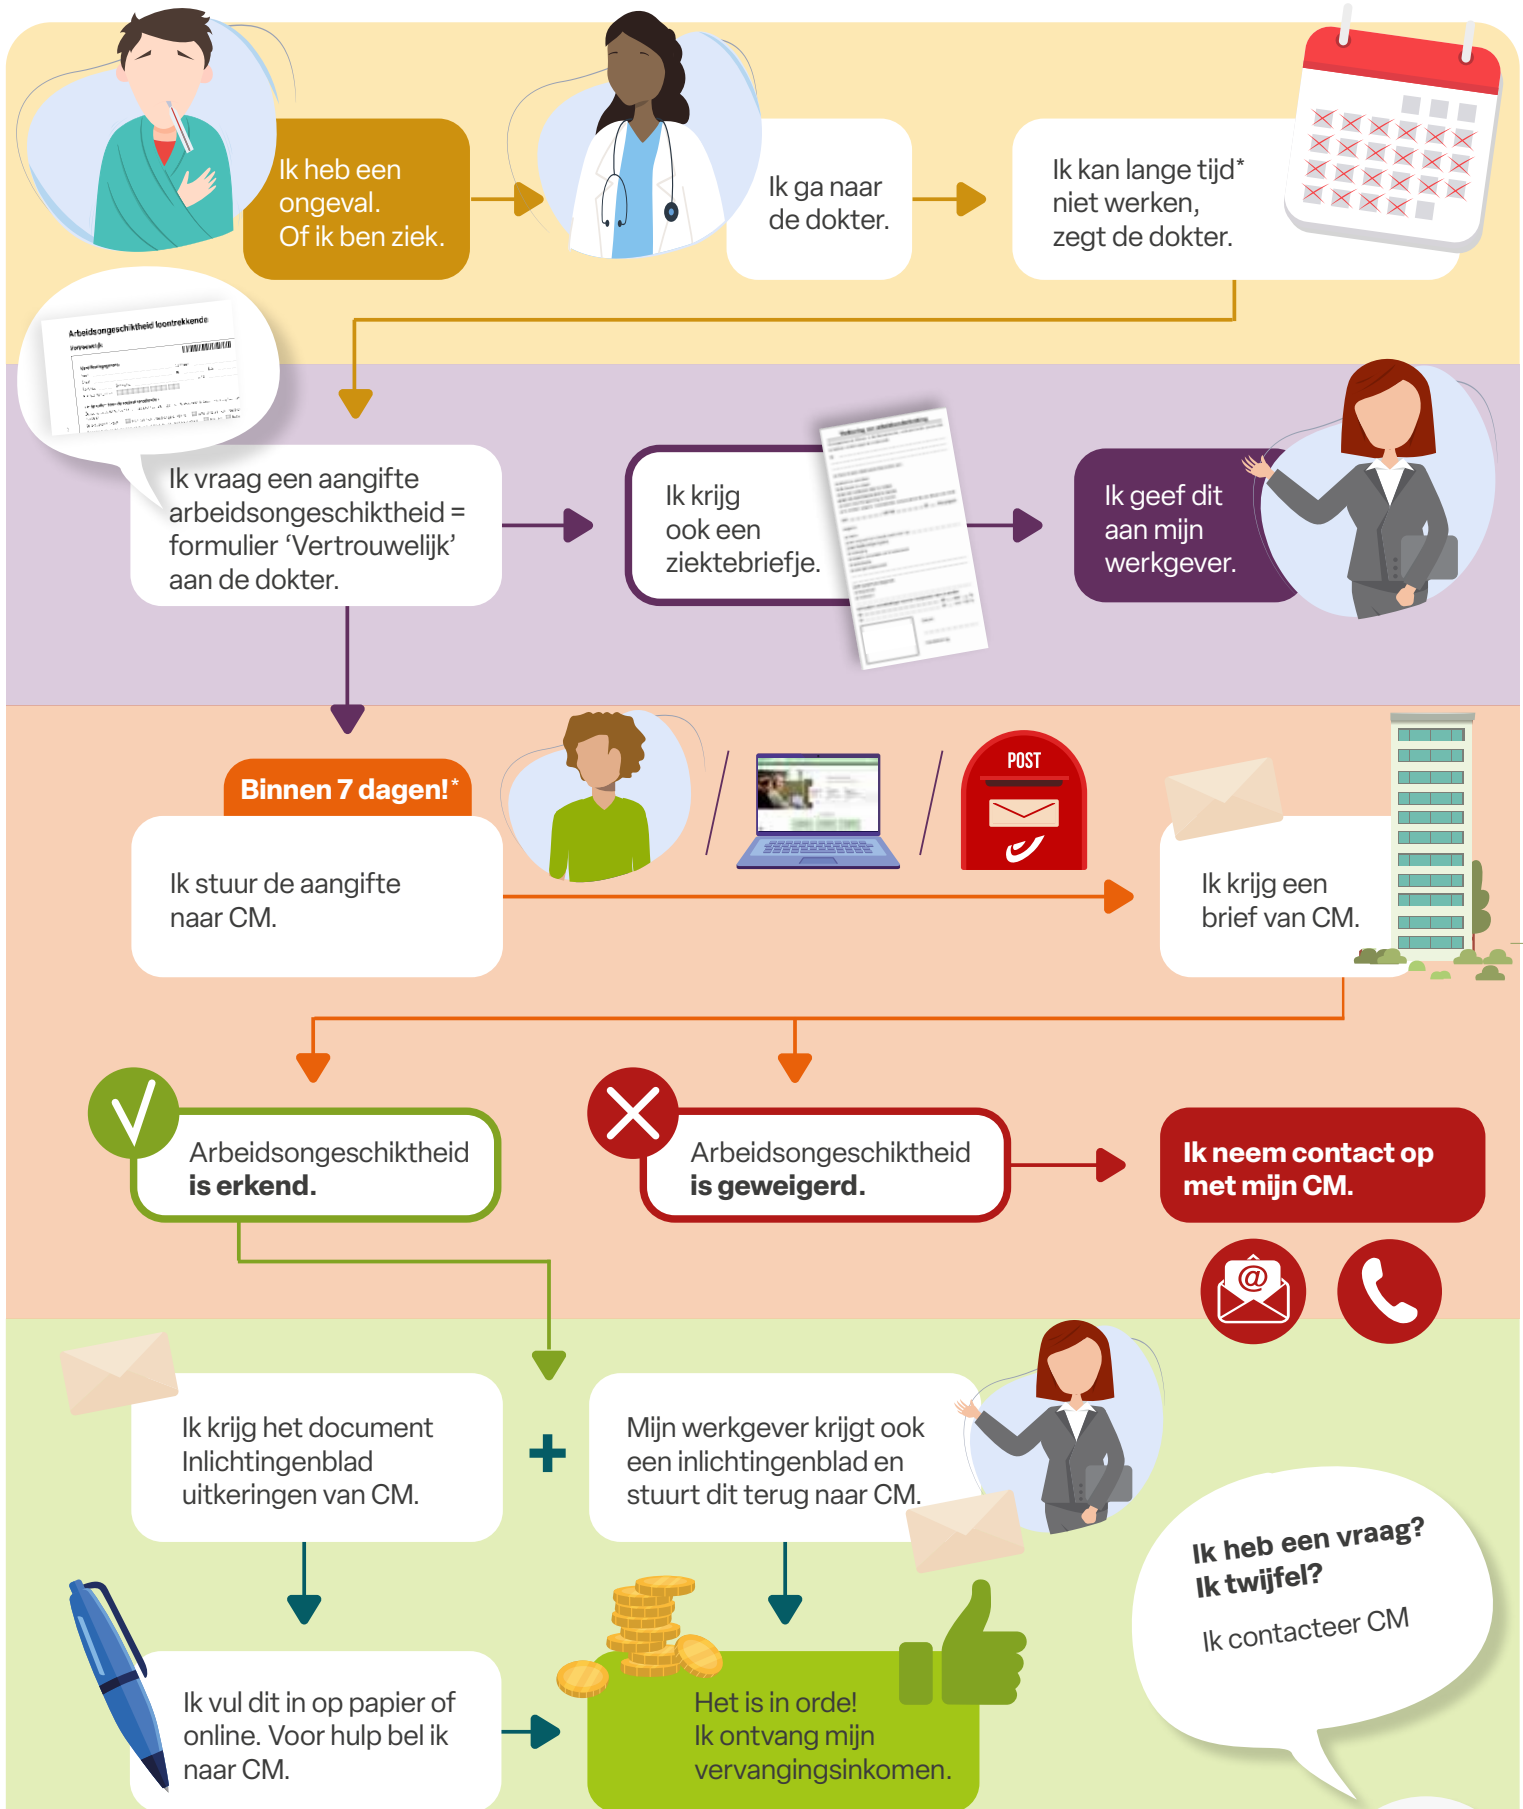 Ik heb een
ongeval.
Of ik ben ziek.
Ik ga naar
de dokter.
Ik kan lange tijd*
niet werken,
zegt de dokter.
Arbeidsongeschiktheid loontrekkende
Vertrouwelijk
Ik vraag een aangifte
arbeidsongeschiktheid =
formulier ‘Vertrouwelijk’
aan de dokter.
Ik krijg
ook een
ziektebriefje.
Ik geef dit
aan mijn
werkgever.
Binnen 7 dagen!*
Ik stuur de aangifte
naar CM.
POST
Ik krijg een
brief van CM.
Arbeidsongeschiktheid
is erkend.
Arbeidsongeschiktheid
is geweigerd.
Ik neem contact op
met mijn CM.
@
Ik krijg het document
Inlichtingenblad
uitkeringen van CM.
+
Mijn werkgever krijgt ook
een inlichtingenblad en
stuurt dit terug naar CM.
Ik heb een vraag?
Ik twijfel?
Ik contacteer CM
Ik vul dit in op papier of
online. Voor hulp bel ik
naar CM.
Het is in orde!
Ik ontvang mijn
vervangingsinkomen.